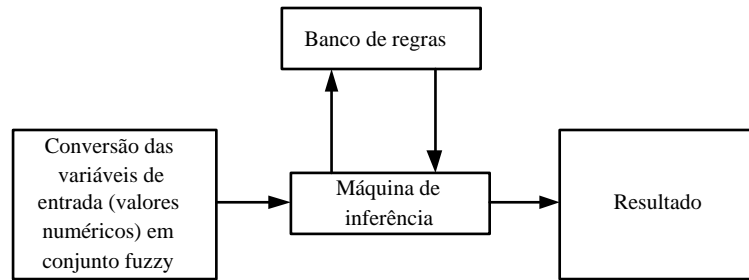 Banco de regras
Conversão das
variáveis de
entrada (valores
numéricos) em
conjunto fuzzy
Máquina de
inferência
Resultado